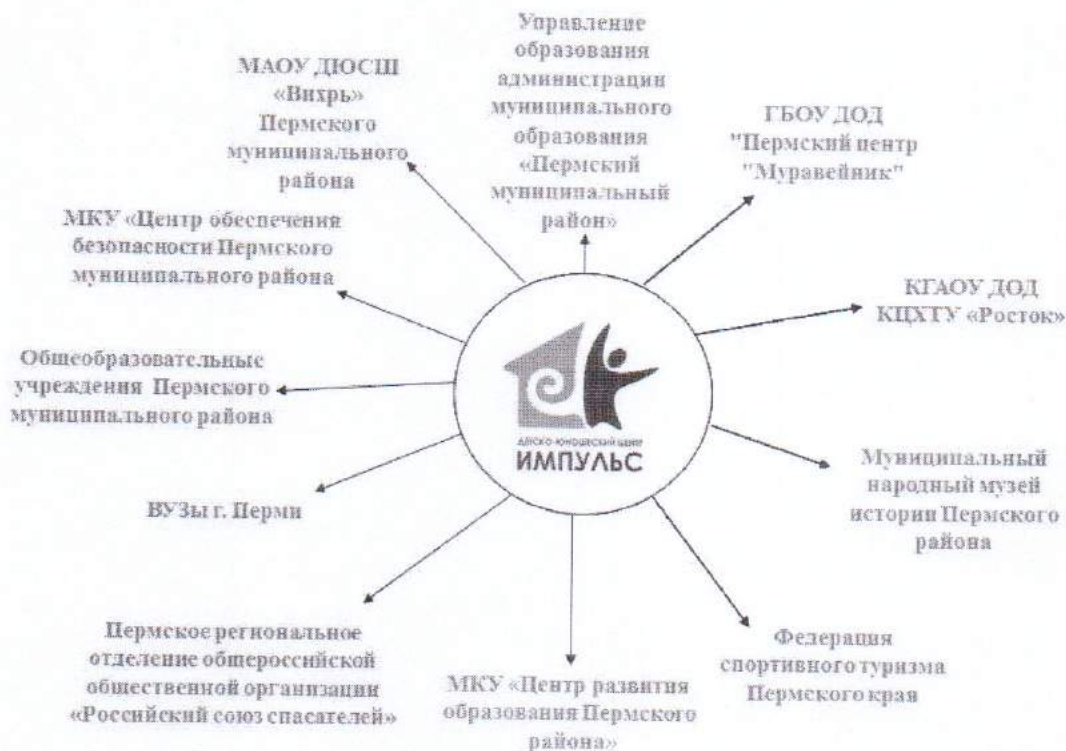 Управление
образования
администрации
муниципального
образования
«Пермский
муниципальный
район»
МАОУ ДЮСШ
«Вихрь»
Пермского
муниципального
района
ГБОУ ДОД
"Пермский центр
"Муравейник"
МКУ «Центр обеспечения
безопасности Пермского
муниципального района
КГАОУ ДОД
КЦХТУ «Росток»
Общеобразовательные
учреждения Пермского
муниципального района
ДЕТСКО-ЮНОШЕСКИЙ ЦЕНТР
ИМПУЛЬС
Муниципальный
народный музей
истории Пермского
района
ВУЗы г. Перми
Пермское региональное
отделение общероссийской
общественной организации
«Российский союз спасателей»
МКУ «Центр развития
образования Пермского
района»
Федерация
спортивного туризма
Пермского края